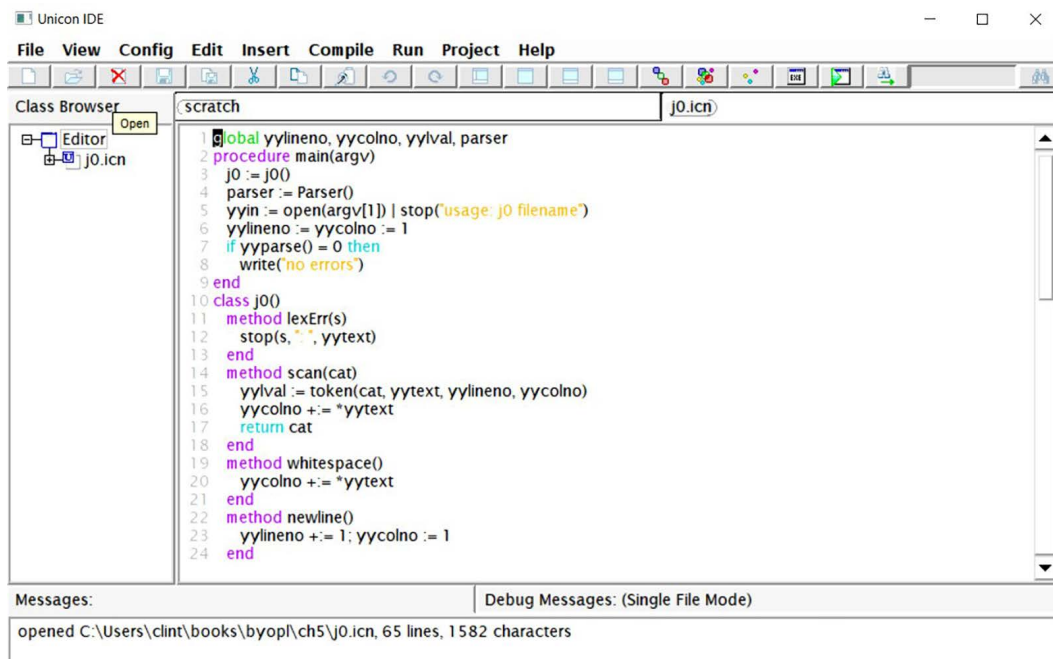 Unicon IDE
File View Config Edit Insert Compile Run Project Help
Class Browser
Open
scratch
j0.icn
Editor
j0.icn
1 global yylineno, yycolno, yylval, parser
2 procedure main(argv)
3 j0 := j0()
4 parser := Parser()
5 yyin := open(argv[1]) | stop("usage: j0 filename")
6 yylineno := yycolno := 1
7 if yyparse() = 0 then
8 write("no errors")
9 end
10 class j0()
11 method lexErr(s)
12 stop(s, ": ", yytext)
13 end
14 method scan(cat)
15 yylval := token(cat, yytext, yylineno, yycolno)
16 yycolno +:= *yytext
17 return cat
18 end
19 method whitespace()
20 yycolno +:= *yytext
21 end
22 method newline()
23 yylineno +:= 1; yycolno := 1
24 end
Messages:
Debug Messages: (Single File Mode)
opened C:\Users\clint\books\byopl\ch5\j0.icn, 65 lines, 1582 characters